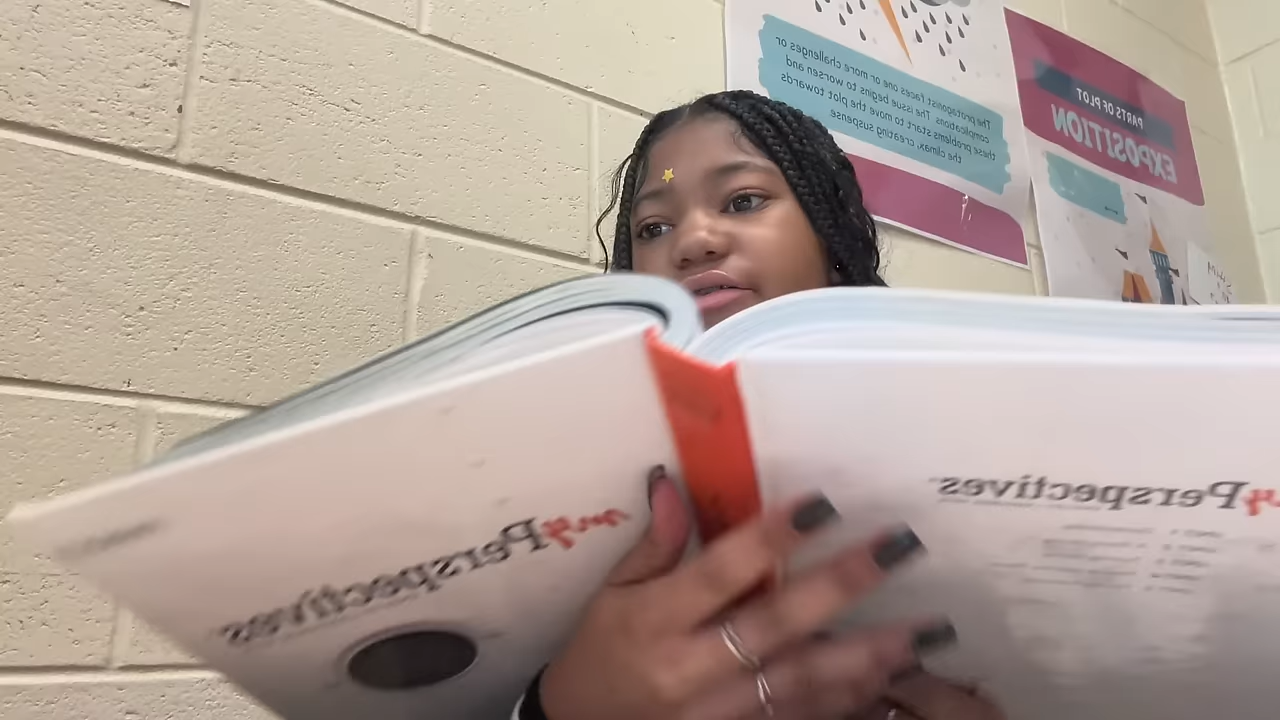 The protagonist faces one or more challenges or
complications. The issue begins to worsen and
these problems start to move the plot towards
the climax, creating suspense.
PARTS OF PLOT
EXPOSITION
myPerspectives
myPerspectives